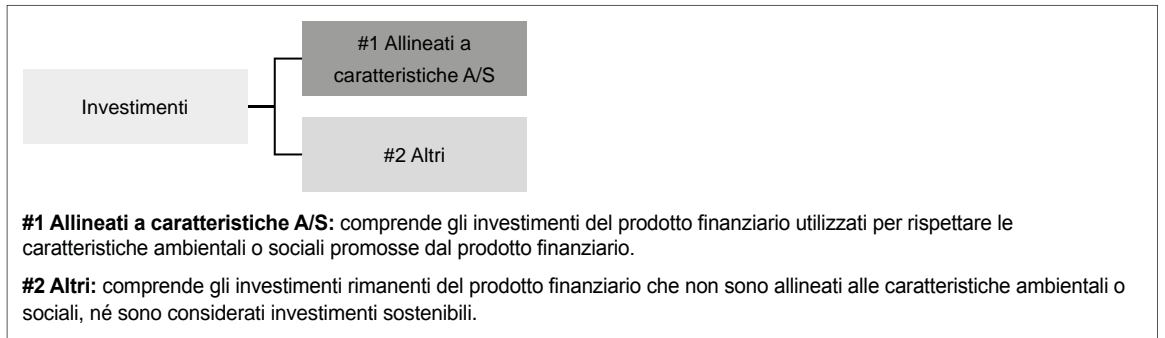 #1 Allineati a
caratteristiche A/S
Investimenti
#2 Altri
#1 Allineati a caratteristiche A/S: comprende gli investimenti del prodotto finanziario utilizzati per rispettare le
caratteristiche ambientali o sociali promosse dal prodotto finanziario.
#2 Altri: comprende gli investimenti rimanenti del prodotto finanziario che non sono allineati alle caratteristiche ambientali o
sociali, né sono considerati investimenti sostenibili.